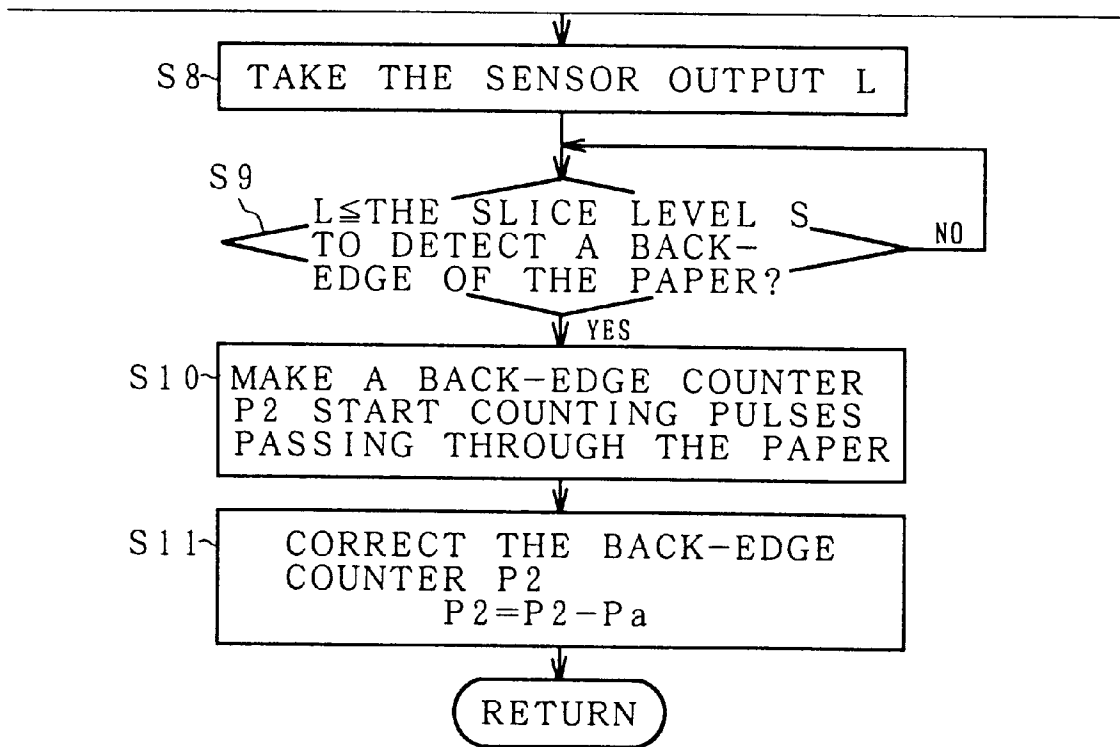 S8
TAKE THE SENSOR OUTPUT L
S9
L≦THE SLICE LEVEL S
TO DETECT A BACK-
EDGE OF THE PAPER?
NO
YES
S10
MAKE A BACK-EDGE COUNTER
P2 START COUNTING PULSES
PASSING THROUGH THE PAPER
S11
CORRECT THE BACK-EDGE
COUNTER P2
P2=P2-Pa
RETURN